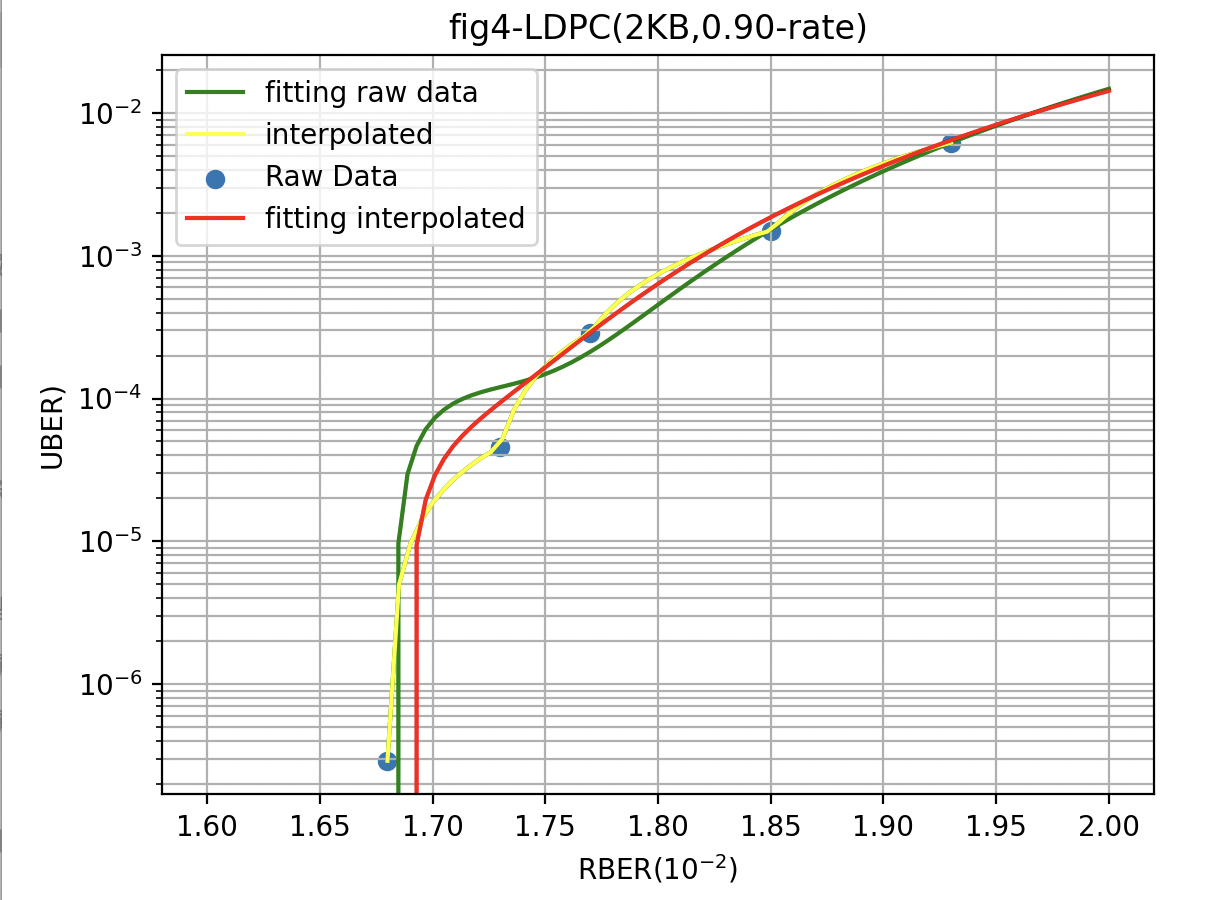 fig4-LDPC(2KB,0.90-rate)
fitting raw data
interpolated
Raw Data
fitting interpolated
UBER)
10⁻²
10⁻³
10⁻⁴
10⁻⁵
10⁻⁶
1.60 1.65 1.70 1.75 1.80 1.85 1.90 1.95 2.00
RBER(10⁻²)